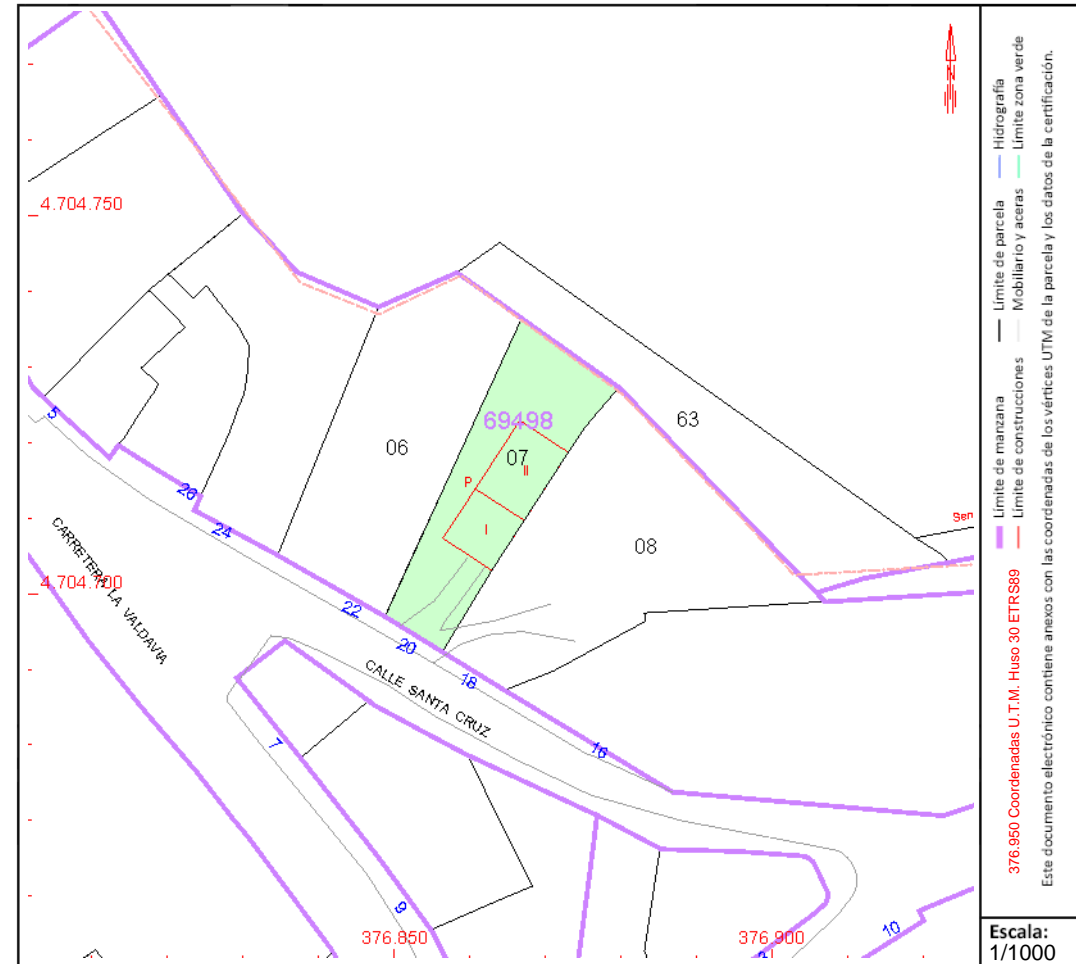 N
4.704.750
63
69498
06
07
II
P
I
5
26
24
08
Sen
CARRETERA LA VALDAVIA
4.704.700
22
20
18
CALLE SANTA CRUZ
16
7
9
376.850
376.900
10
Hidrografía
Límite zona verde
Límite de parcela
Mobiliario y aceras
Límite de manzana
Límite de construcciones
376.950 Coordenadas U.T.M. Huso 30 ETRS89
Este documento electrónico contiene anexos con las coordenadas de los vértices UTM de la parcela y los datos de la certificación.
Escala:
1/1000